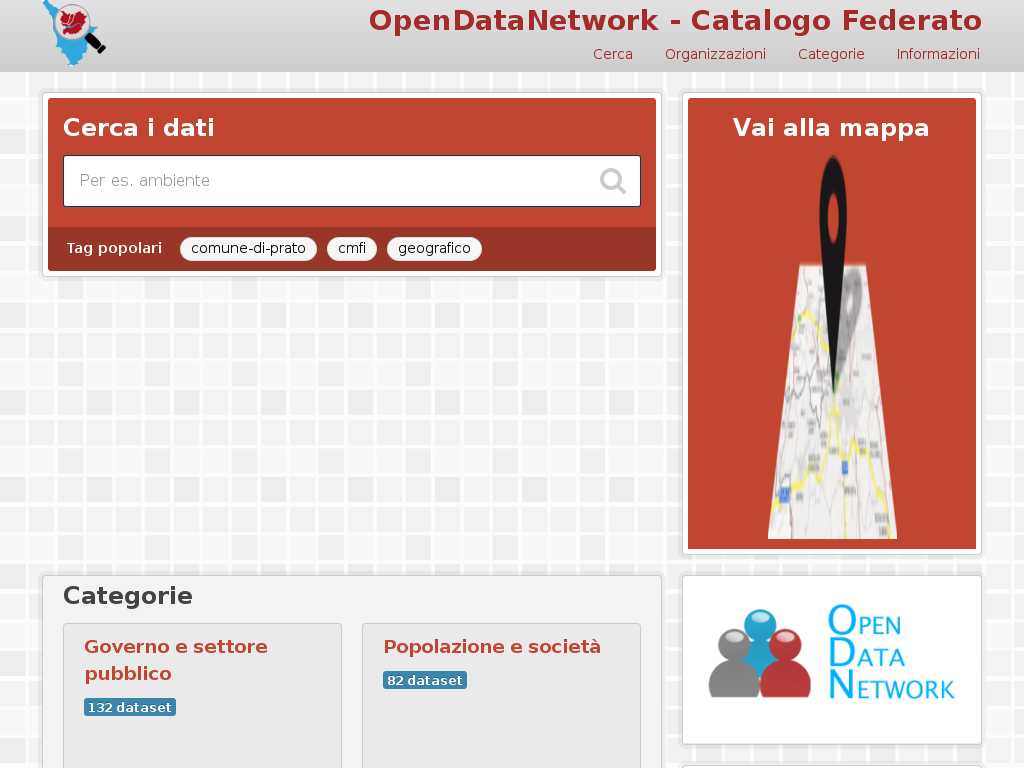 OpenDataNetwork - Catalogo Federato
Cerca Organizzazioni Categorie Informazioni
Cerca i dati
Per es. ambiente
Tag popolari comune-di-prato cmfi geografico
Vai alla mappa
Categorie
Governo e settore
pubblico
132 dataset
Popolazione e società
82 dataset
OPEN
DATA
NETWORK